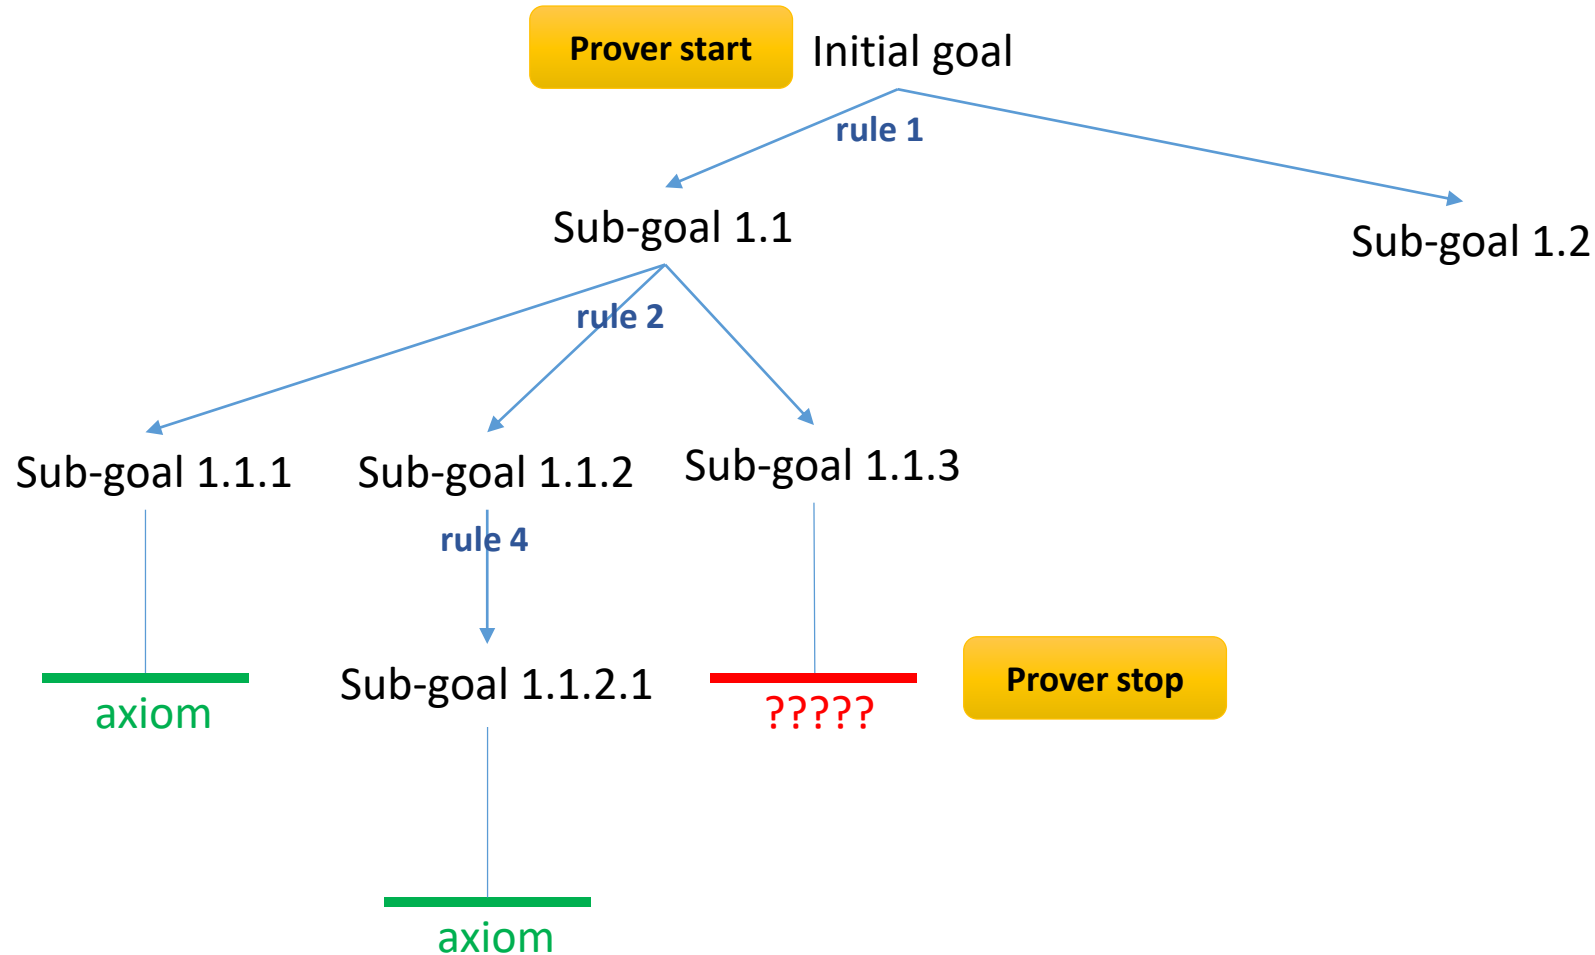 Prover start
Initial goal
rule 1
Sub-goal 1.1
Sub-goal 1.2
rule 2
Sub-goal 1.1.1
Sub-goal 1.1.2
Sub-goal 1.1.3
rule 4
axiom
Sub-goal 1.1.2.1
?????
Prover stop
axiom